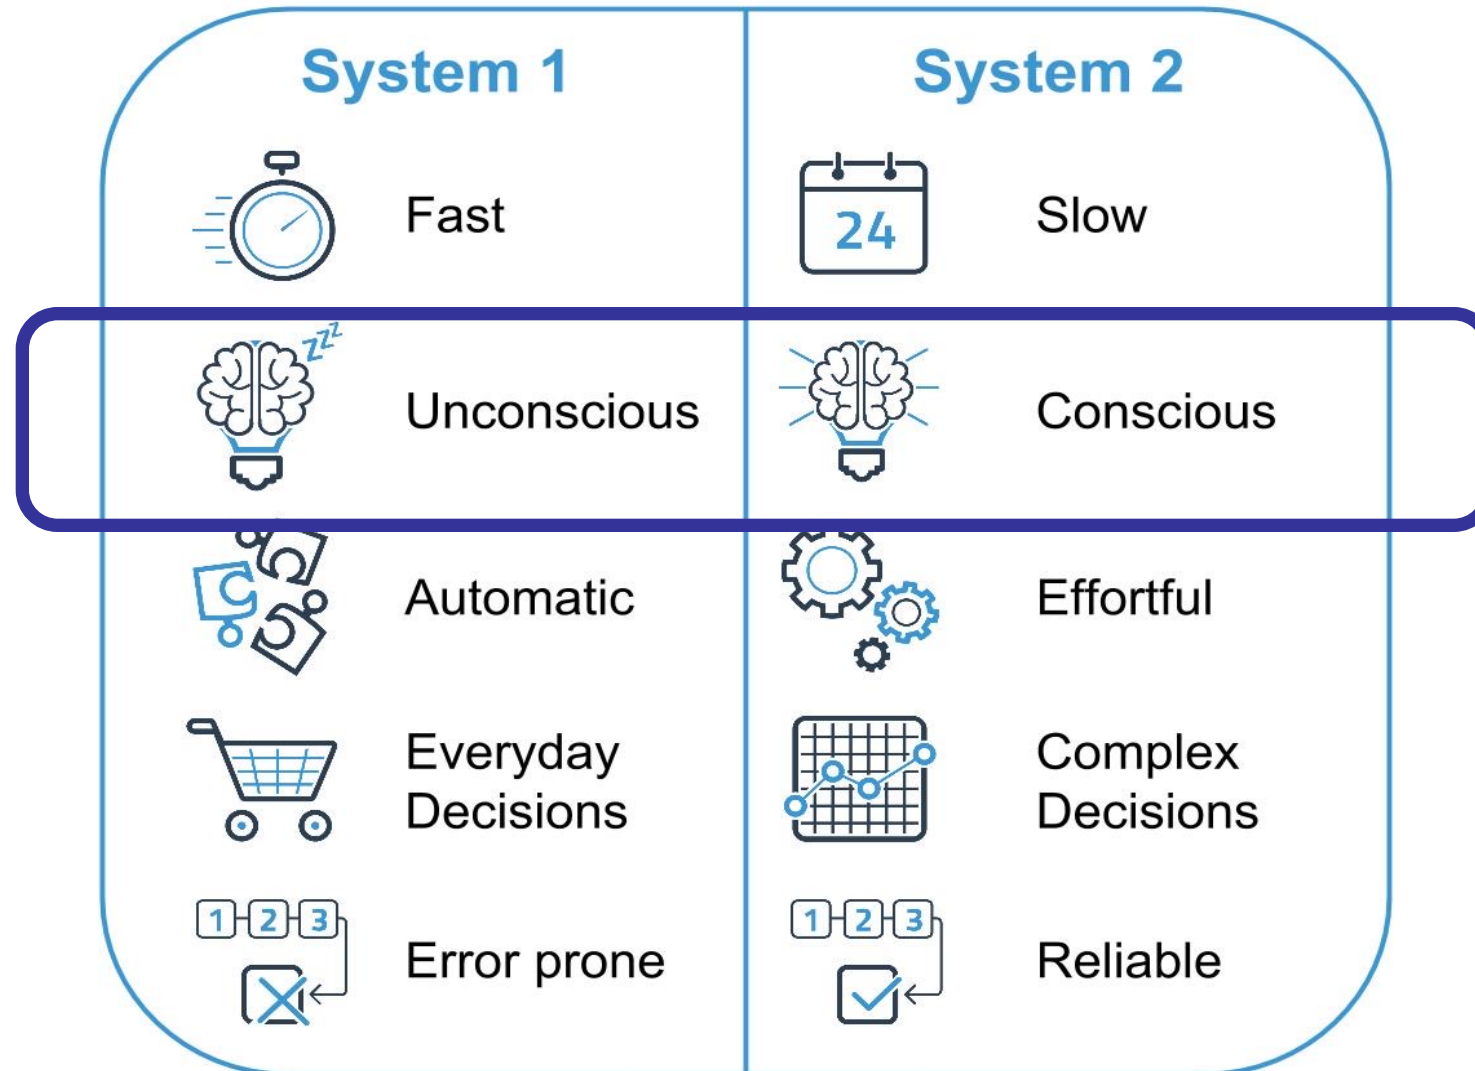 System 1
System 2
Fast
24
Slow
zzz
Unconscious
Conscious
Automatic
Effortful
Everyday
Decisions
Complex
Decisions
1 2 3
Error prone
1 2 3
Reliable